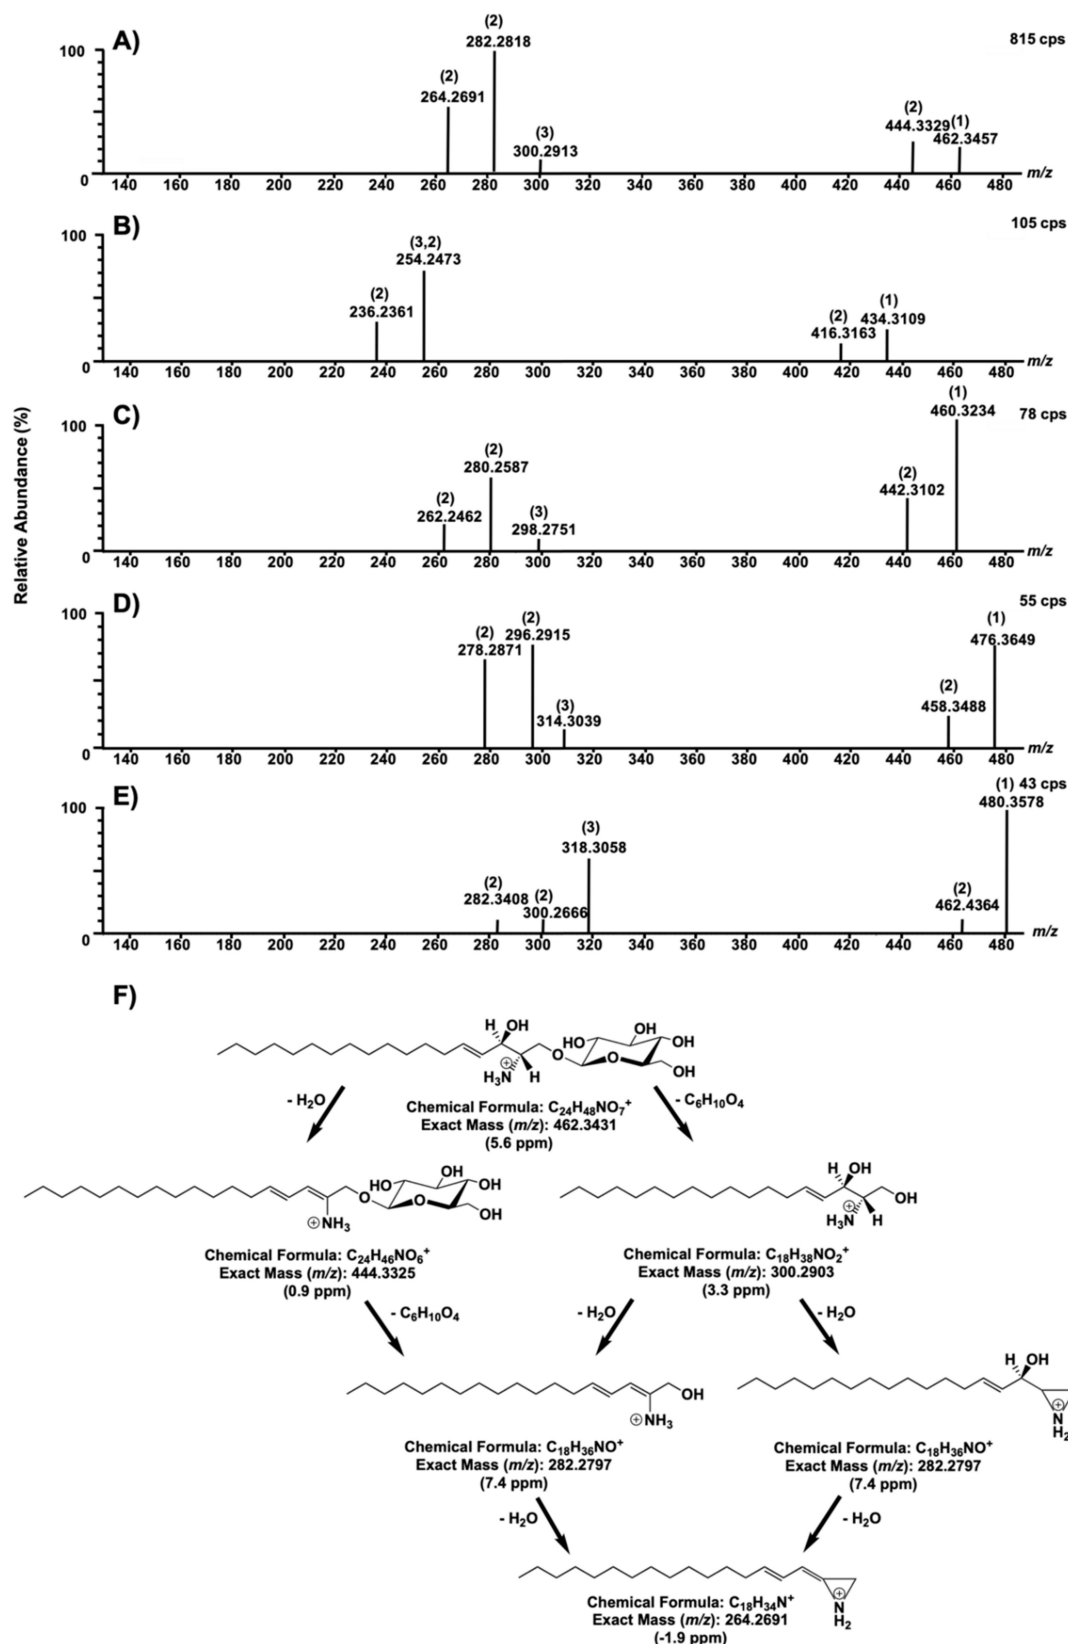 A)
815 cps
100
0
(2)
264.2691
(2)
282.2818
(3)
300.2913
(2)
444.3329
(1)
462.3457
140 160 180 200 220 240 260 280 300 320 340 360 380 400 420 440 460 480 m/z
B)
105 cps
100
0
(2)
236.2361
(3,2)
254.2473
(2)
416.3163
(1)
434.3109
140 160 180 200 220 240 260 280 300 320 340 360 380 400 420 440 460 480 m/z
Relative Abundance (%)
C)
78 cps
100
0
(2)
262.2462
(2)
280.2587
(3)
298.2751
(2)
442.3102
(1)
460.3234
140 160 180 200 220 240 260 280 300 320 340 360 380 400 420 440 460 480 m/z
D)
55 cps
100
0
(2)
278.2871
(2)
296.2915
(3)
314.3039
(2)
458.3488
(1)
476.3649
140 160 180 200 220 240 260 280 300 320 340 360 380 400 420 440 460 480 m/z
E)
43 cps
100
0
(2)
282.3408
(2)
300.2666
(3)
318.3058
(2)
462.4364
(1)
480.3578
140 160 180 200 220 240 260 280 300 320 340 360 380 400 420 440 460 480 m/z
F)
H OH
H₃N ⊕ H
O
O
HO OH OH OH
- H₂O
Chemical Formula: C₂₄H₄₈NO₇⁺
Exact Mass (m/z): 462.3431
(5.6 ppm)
- C₆H₁₀O₄
O
O
HO OH OH OH
⊕ NH₃
Chemical Formula: C₂₄H₄₆NO₆⁺
Exact Mass (m/z): 444.3325
(0.9 ppm)
H OH
OH
H₃N ⊕ H
Chemical Formula: C₁₈H₃₈NO₂⁺
Exact Mass (m/z): 300.2903
(3.3 ppm)
- C₆H₁₀O₄
- H₂O
- H₂O
OH
⊕ NH₃
Chemical Formula: C₁₈H₃₆NO⁺
Exact Mass (m/z): 282.2797
(7.4 ppm)
H OH
⊕
N
H₂
Chemical Formula: C₁₈H₃₆NO⁺
Exact Mass (m/z): 282.2797
(7.4 ppm)
- H₂O
- H₂O
⊕
N
H₂
Chemical Formula: C₁₈H₃₄N⁺
Exact Mass (m/z): 264.2691
(-1.9 ppm)